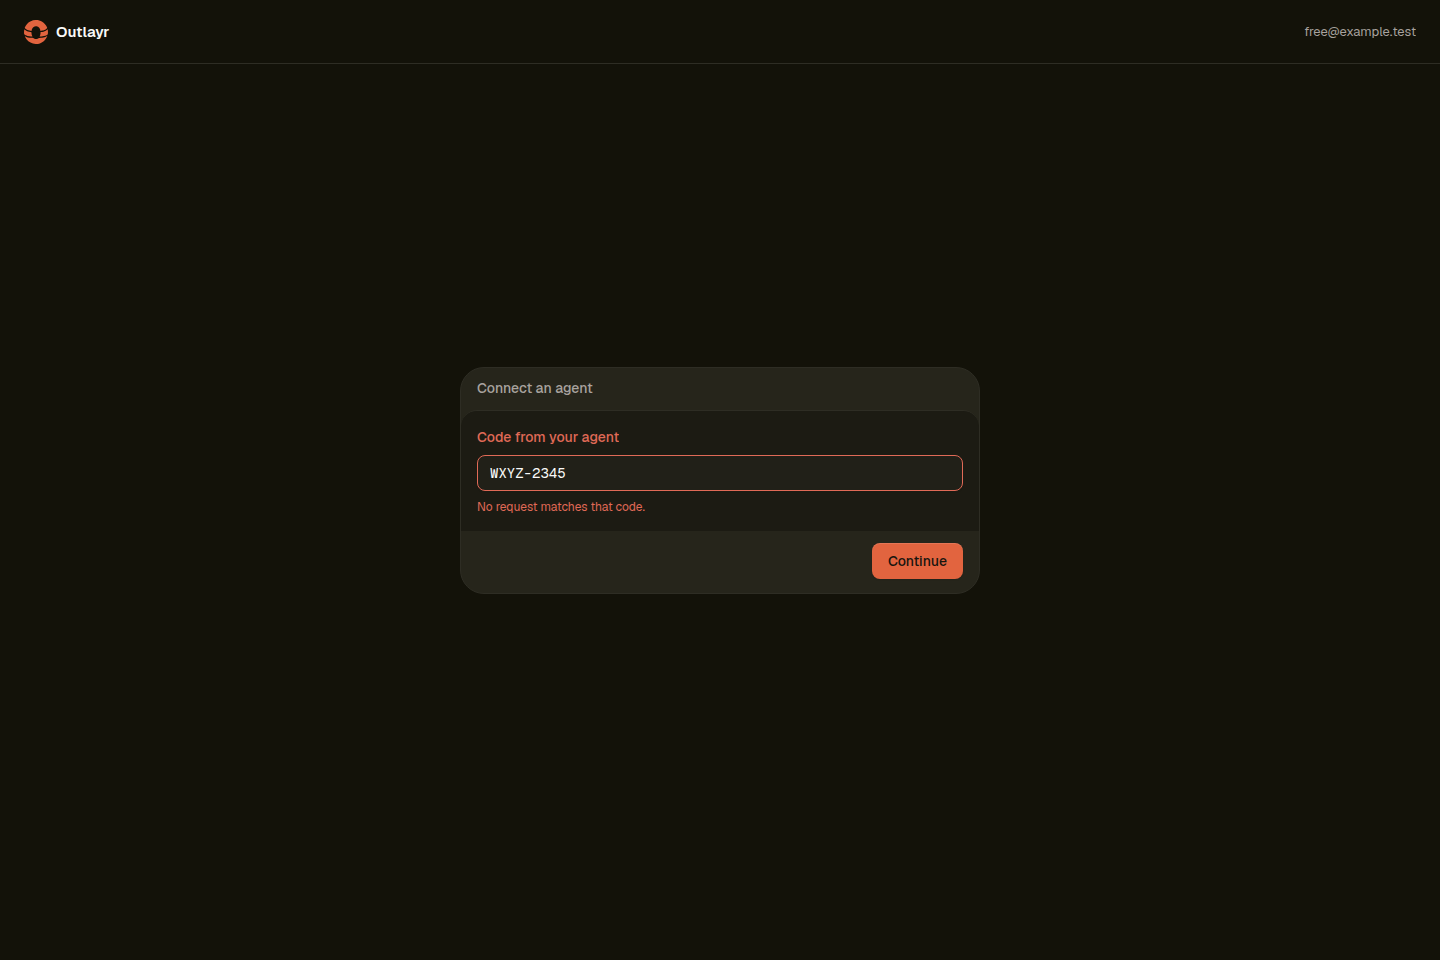 Outlayr
free@example.test
Connect an agent
Code from your agent
WXYZ-2345
No request matches that code.
Continue